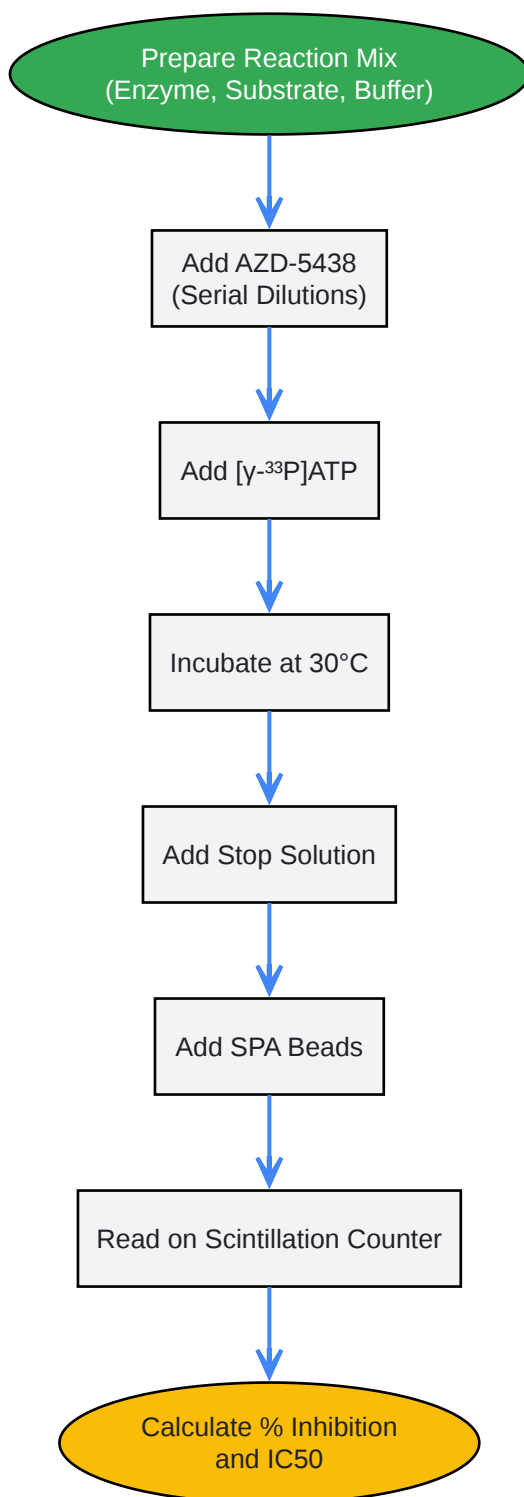 Prepare Reaction Mix
(Enzyme, Substrate, Buffer)
Add AZD-5438
(Serial Dilutions)
Add [γ-³³P]ATP
Incubate at 30°C
Add Stop Solution
Add SPA Beads
Read on Scintillation Counter
Calculate % Inhibition
and IC50